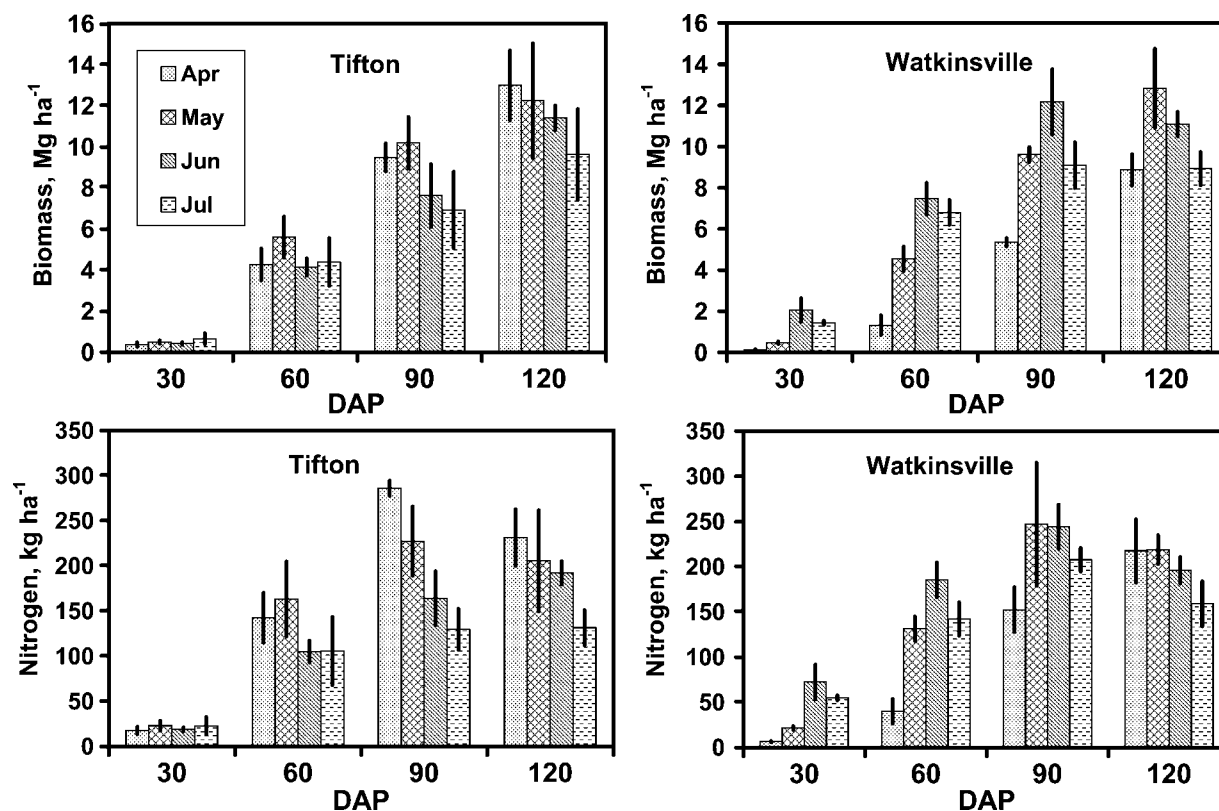 Biomass, Mg ha-1
16
14
12
10
8
6
4
2
0
Tifton
Apr
May
Jun
Jul
30 60 90 120
DAP
Biomass, Mg ha-1
16
14
12
10
8
6
4
2
0
Watkinsville
30 60 90 120
DAP
Nitrogen, kg ha-1
350
300
250
200
150
100
50
0
Tifton
30 60 90 120
DAP
Nitrogen, kg ha-1
350
300
250
200
150
100
50
0
Watkinsville
30 60 90 120
DAP